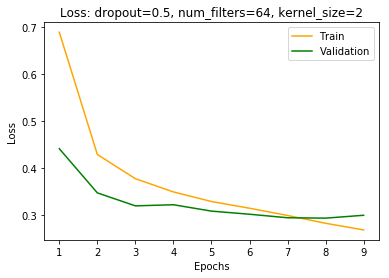 Loss: dropout=0.5, num_filters=64, kernel_size=2
Train
Validation
Loss
0.7
0.6
0.5
0.4
0.3
1 2 3 4 5 6 7 8 9
Epochs